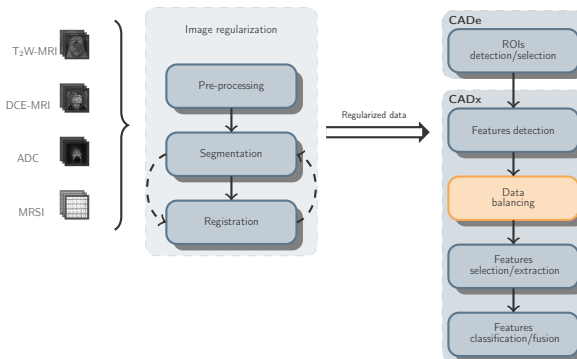 T₂W-MRI
DCE-MRI
ADC
MRSI
Image regularization
Pre-processing
Segmentation
Registration
Regularized data
CADe
ROIs
detection/selection
CADx
Features detection
Data
balancing
Features
selection/extraction
Features
classification/fusion